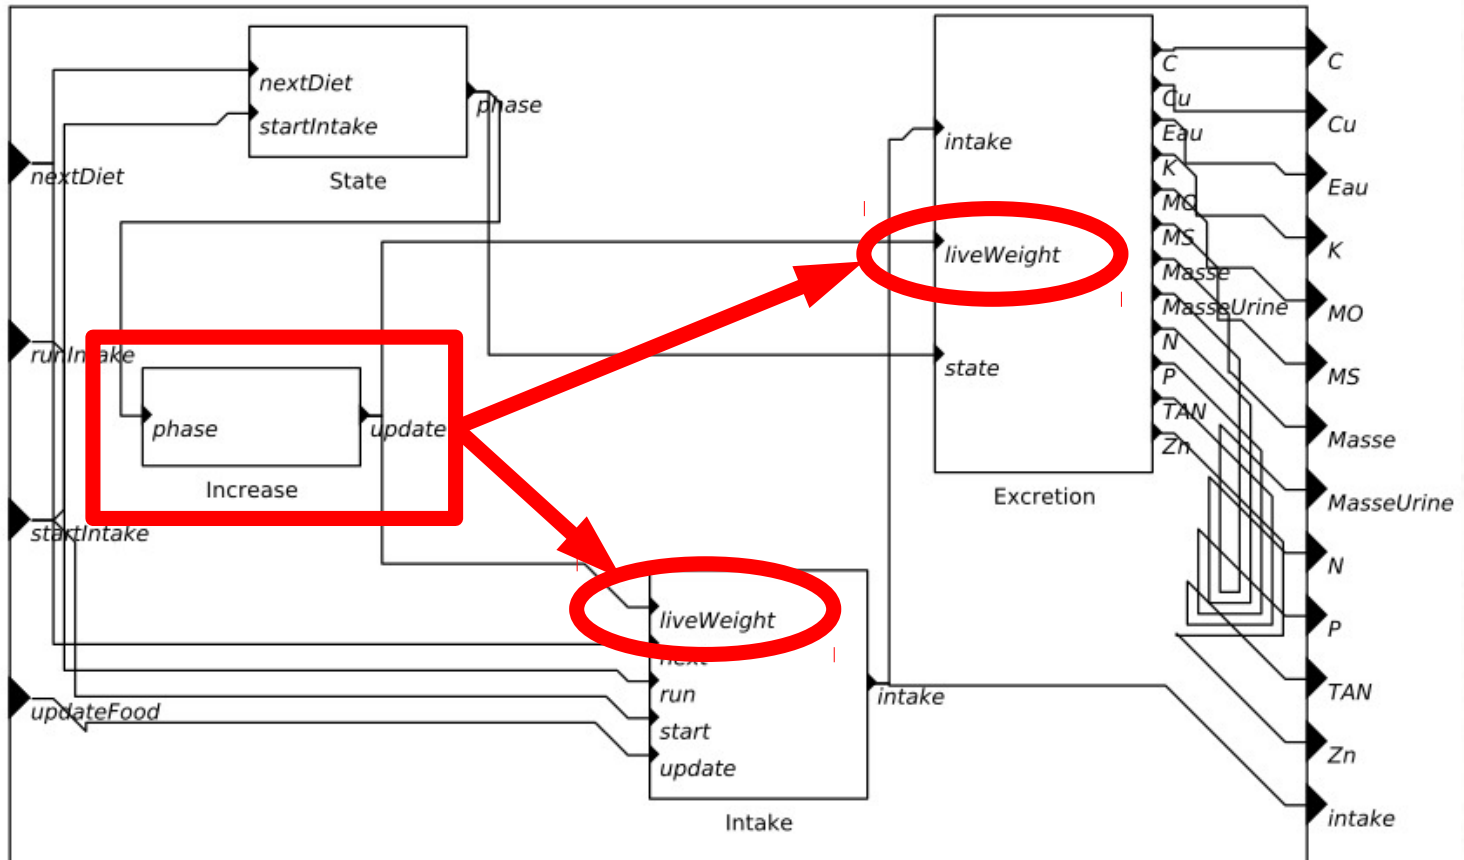 nextDiet
runIntake
startIntake
updateFood
nextDiet
startIntake
phase
State
phase
update
Increase
liveWeight
next
run
start
update
intake
Intake
intake
liveWeight
state
C
Cu
Eau
K
MO
MS
Masse
MasseUrine
N
P
TAN
Zn
Excretion
C
Cu
Eau
K
MO
MS
Masse
MasseUrine
N
P
TAN
Zn
intake